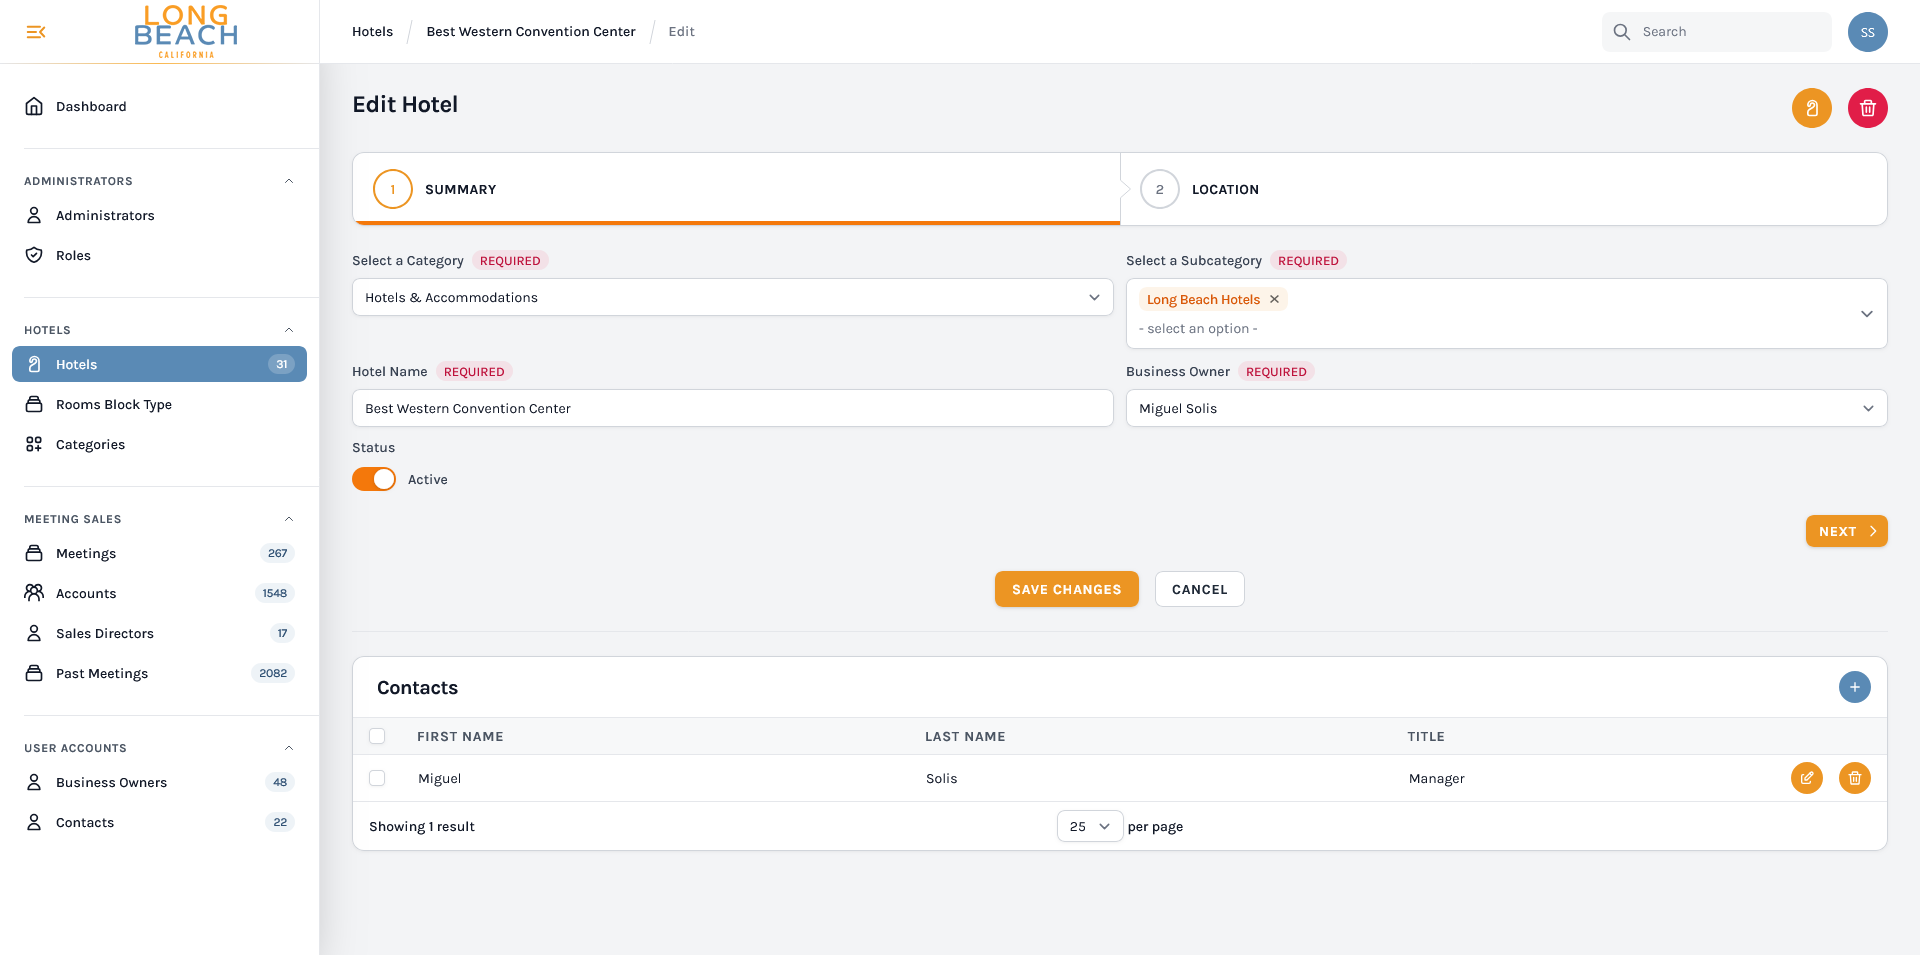 LONG
BEACH
CALIFORNIA
Hotels / Best Western Convention Center / Edit
Search
SS
Dashboard
ADMINISTRATORS
Administrators
Roles
HOTELS
Hotels 31
Rooms Block Type
Categories
MEETING SALES
Meetings 267
Accounts 1548
Sales Directors 17
Past Meetings 2082
USER ACCOUNTS
Business Owners 48
Contacts 22
Edit Hotel
1 SUMMARY
2 LOCATION
Select a Category REQUIRED
Hotels & Accommodations
Select a Subcategory REQUIRED
Long Beach Hotels
- select an option -
Hotel Name REQUIRED
Best Western Convention Center
Business Owner REQUIRED
Miguel Solis
Status
Active
NEXT
SAVE CHANGES
CANCEL
Contacts
FIRST NAME LAST NAME TITLE
Miguel Solis Manager
Showing 1 result
25 per page